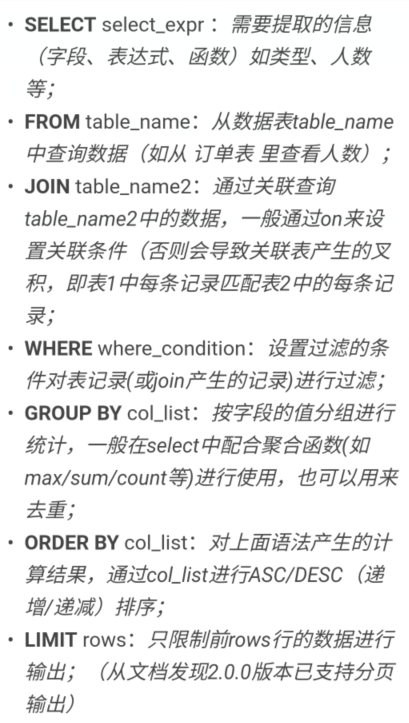 • SELECT select_expr：需要提取的信息
（字段、表达式、函数）如类型、人数
等；
• FROM table_name：从数据表table_name
中查询数据（如从 订单表 里查看人数）；
• JOIN table_name2：通过关联查询
table_name2中的数据，一般通过on来设
置关联条件（否则会导致关联表产生的叉
积，即表1中每条记录匹配表2中的每条记
录；
• WHERE where_condition：设置过滤的条
件对表记录(或join产生的记录)进行过滤；
• GROUP BY col_list：按字段的值分组进行
统计，一般在select中配合聚合函数(如
max/sum/count等)进行使用，也可以用来
去重；
• ORDER BY col_list：对上面语法产生的计
算结果，通过col_list进行ASC/DESC（递
增/递减）排序；
• LIMIT rows：只限制前rows行的数据进行
输出；（从文档发现2.0.0版本已支持分页
输出）